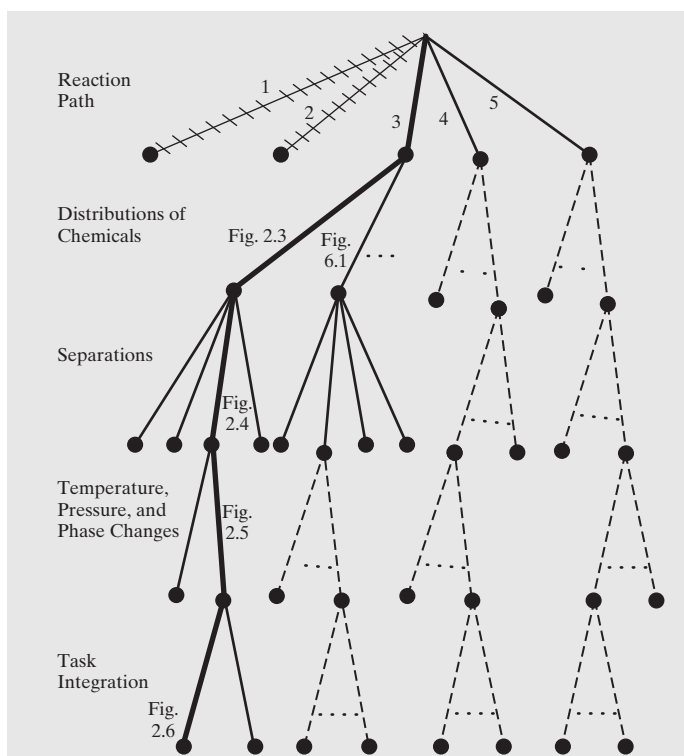 Reaction
Path
1
2
3
4
5
Distributions of
Chemicals
Fig. 2.3
Fig.
6.1
Separations
Fig.
2.4
Temperature,
Pressure, and
Phase Changes
Fig.
2.5
Task
Integration
Fig.
2.6